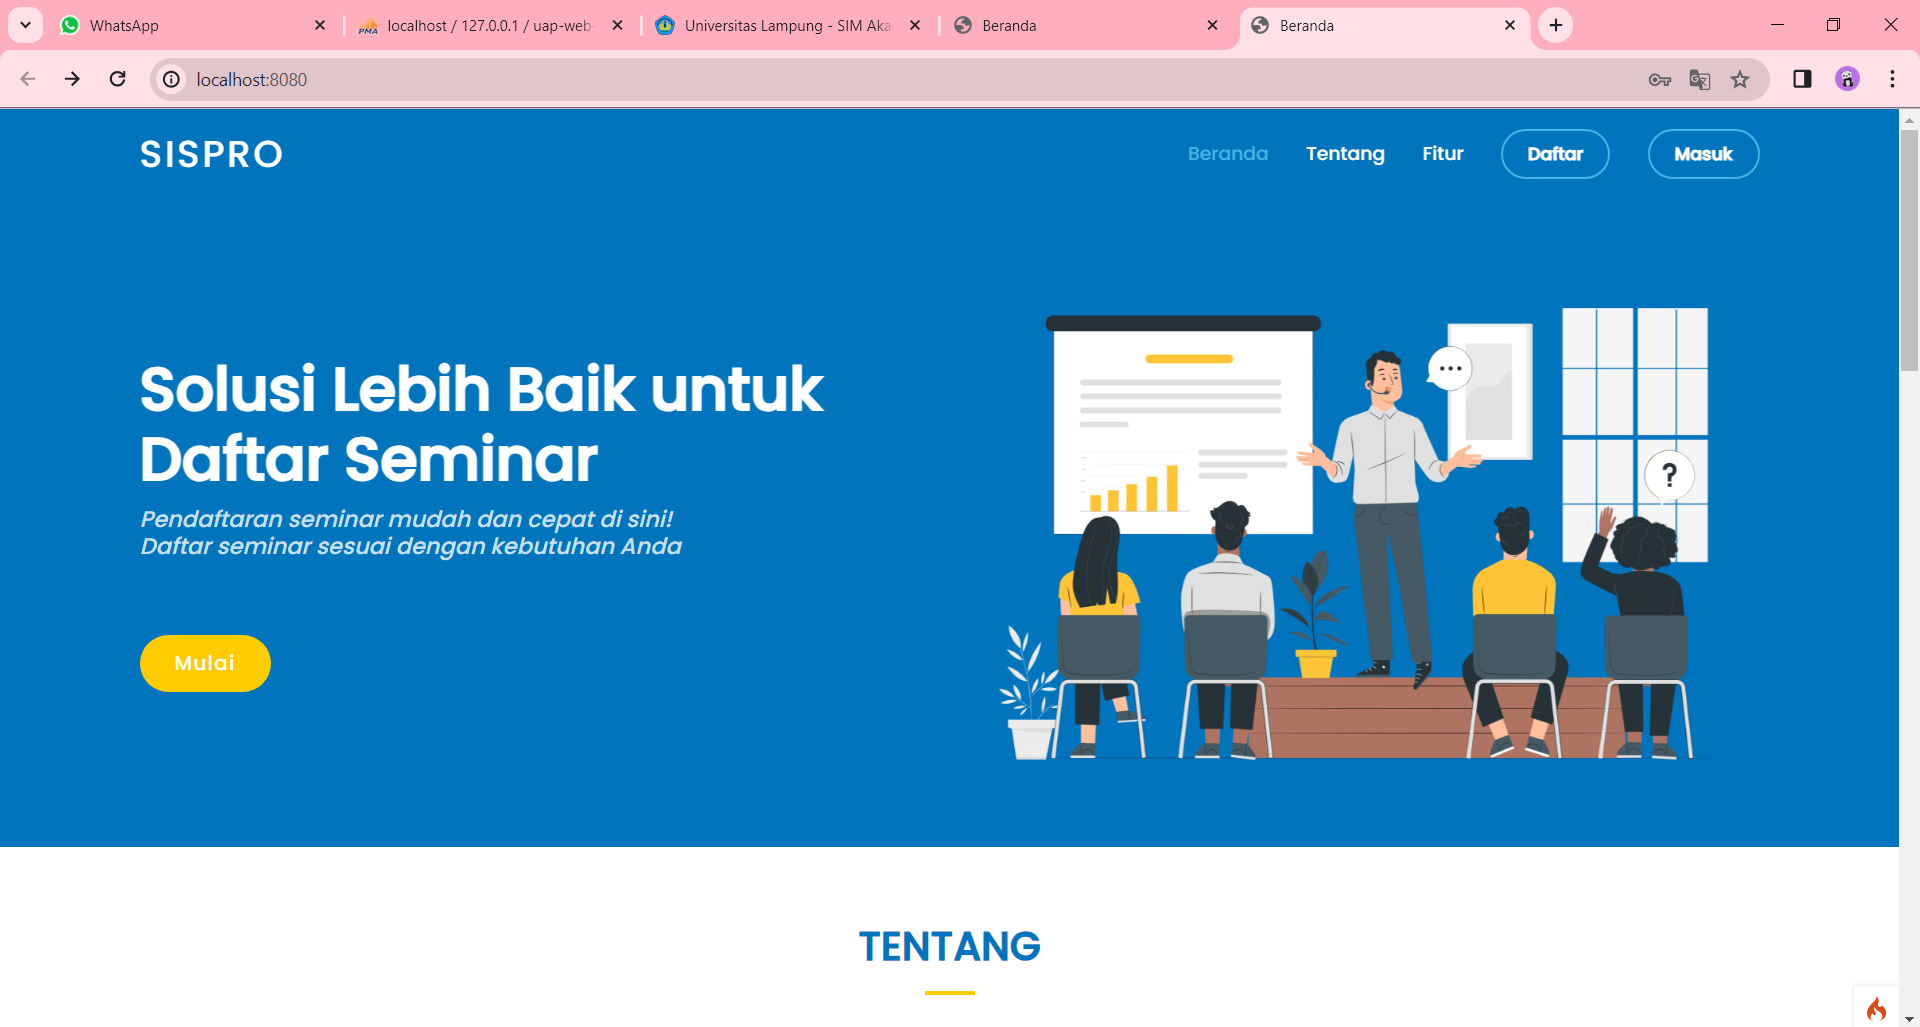 WhatsApp
localhost / 127.0.0.1 / uap-web-
Universitas Lampung - SIM Aka
Beranda
Beranda
localhost:8080
SISPRO
Beranda
Tentang
Fitur
Daftar
Masuk
Solusi Lebih Baik untuk
Daftar Seminar
Pendaftaran seminar mudah dan cepat di sini!
Daftar seminar sesuai dengan kebutuhan Anda
Mulai
?
TENTANG